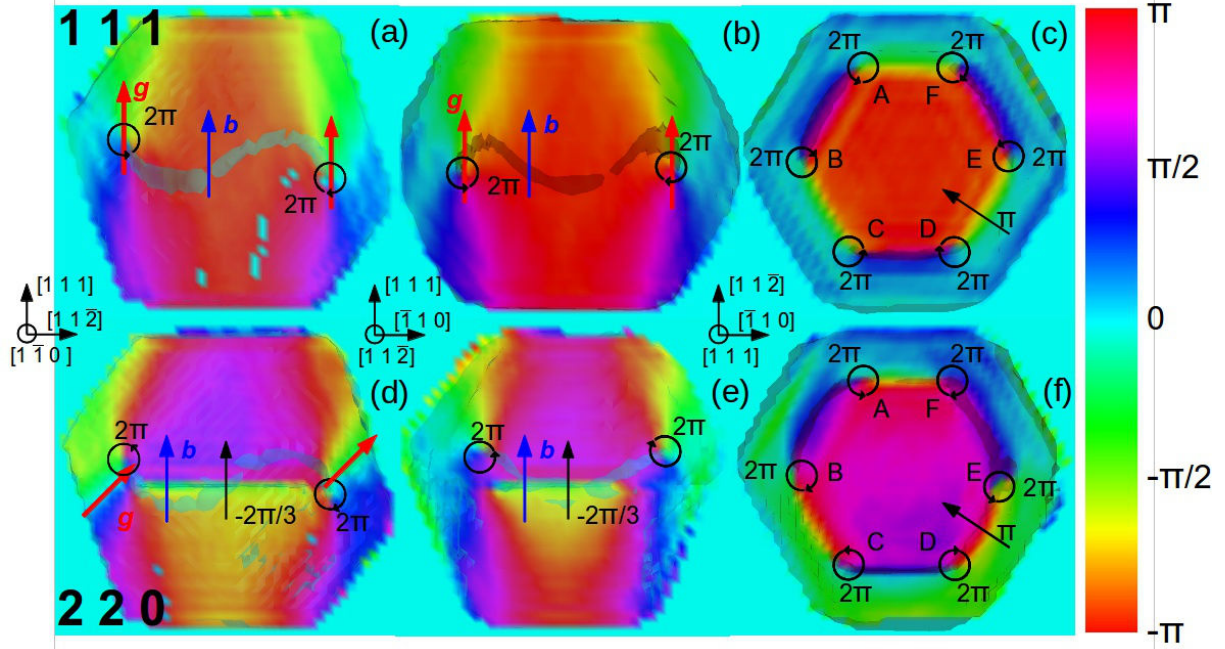 1 1 1
(a)
g
2π
b
2π
(b)
g
2π
b
2π
(c)
2π
2π
A
F
2π
B
E
2π
C
D
π
2π
2π
[1 1 1]
[1 1 2̅]
[1 1̅ 0]
[1 1 1]
[1̅ 1 0]
[1 1 2̅]
[1 1 2̅]
[1̅ 1 0]
[1 1 1]
(d)
2π
b
g
-2π/3
2π
2 2 0
(e)
2π
b
2π
-2π/3
(f)
2π
2π
A
F
2π
B
E
2π
C
D
π
2π
2π
π
π/2
0
-π/2
-π